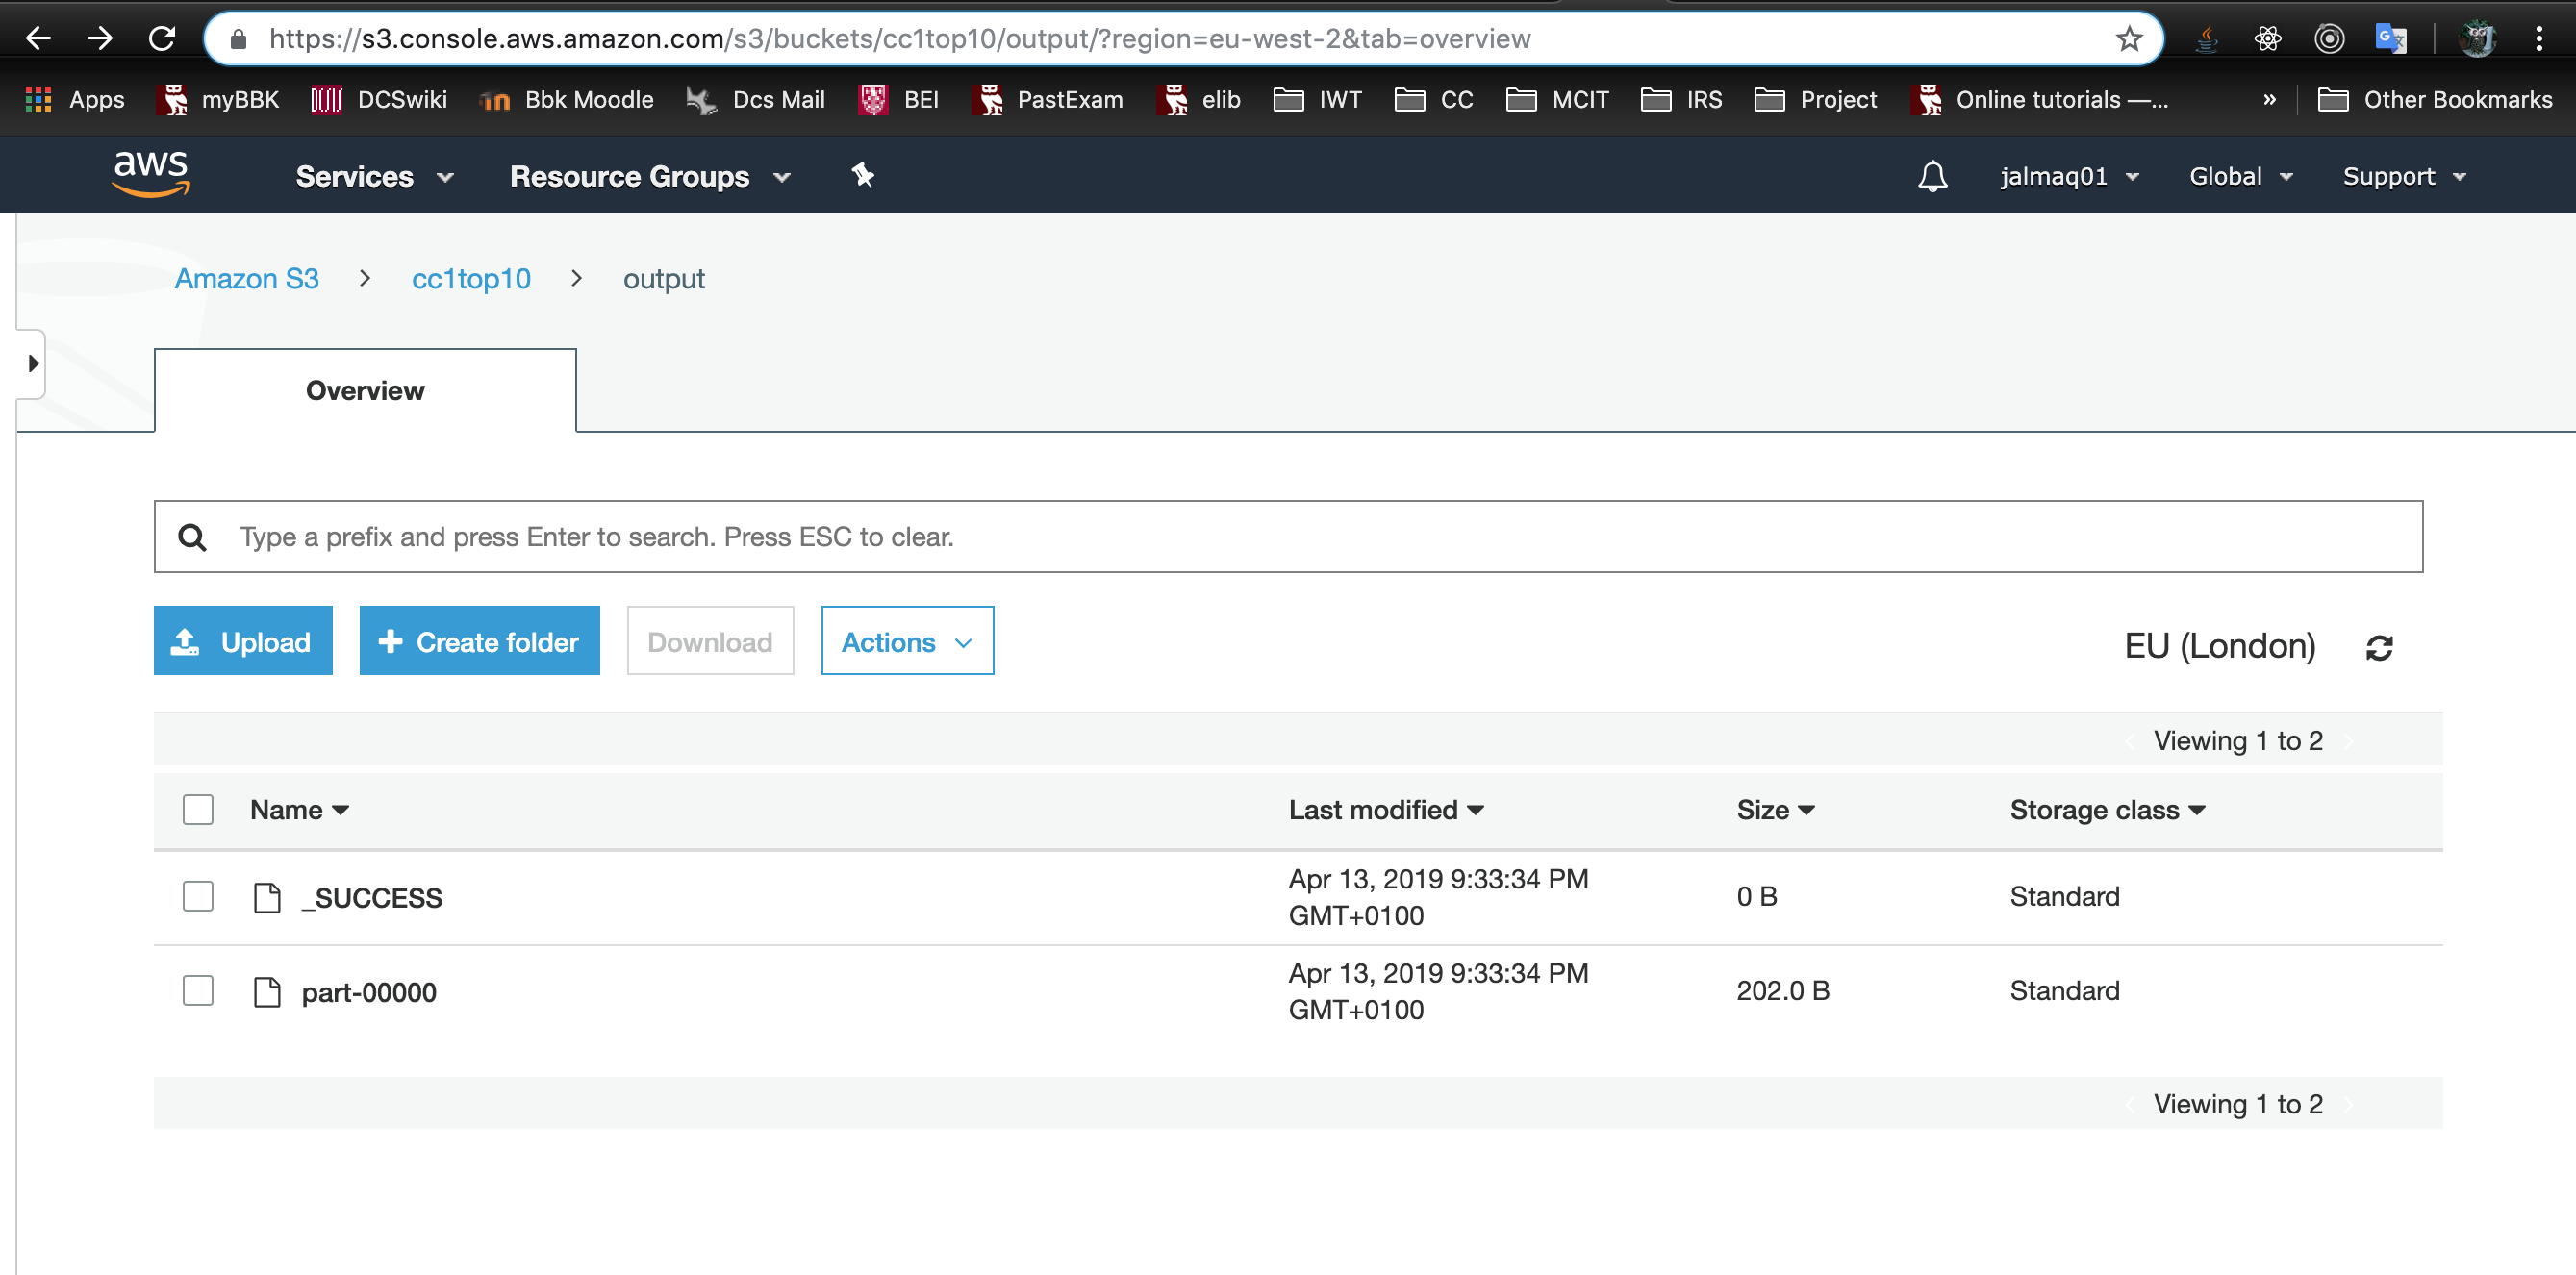 https://s3.console.aws.amazon.com/s3/buckets/cc1top10/output/?region=eu-west-2&tab=overview
Apps myBBK DCSwiki Bbk Moodle Dcs Mail BEI PastExam elib IWT CC MCIT IRS Project Online tutorials —... » Other Bookmarks
aws Services Resource Groups jalmaq01 Global Support
Amazon S3 > cc1top10 > output
Overview
Type a prefix and press Enter to search. Press ESC to clear.
Upload + Create folder Download Actions EU (London)
Viewing 1 to 2
Name Last modified Size Storage class
_SUCCESS Apr 13, 2019 9:33:34 PM 0 B Standard
GMT+0100
part-00000 Apr 13, 2019 9:33:34 PM 202.0 B Standard
GMT+0100
Viewing 1 to 2